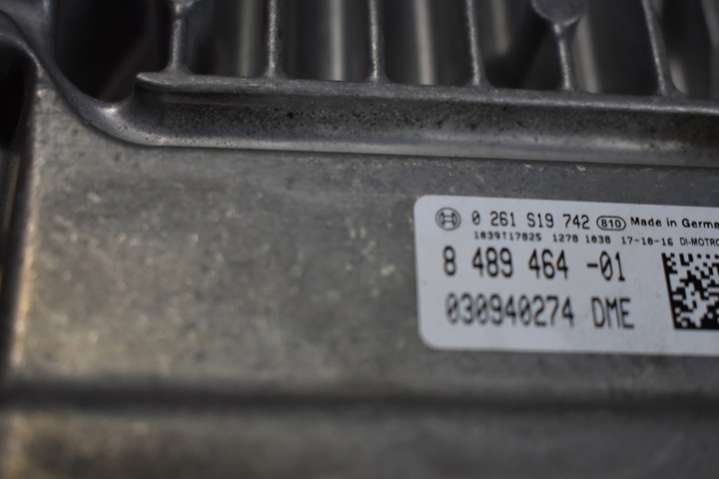 0 261 S19 742 810 Made in Germa
1039T17825 1278 1038 17-10-16 DI-MOTRO
8 489 464 -01
030940274 DME